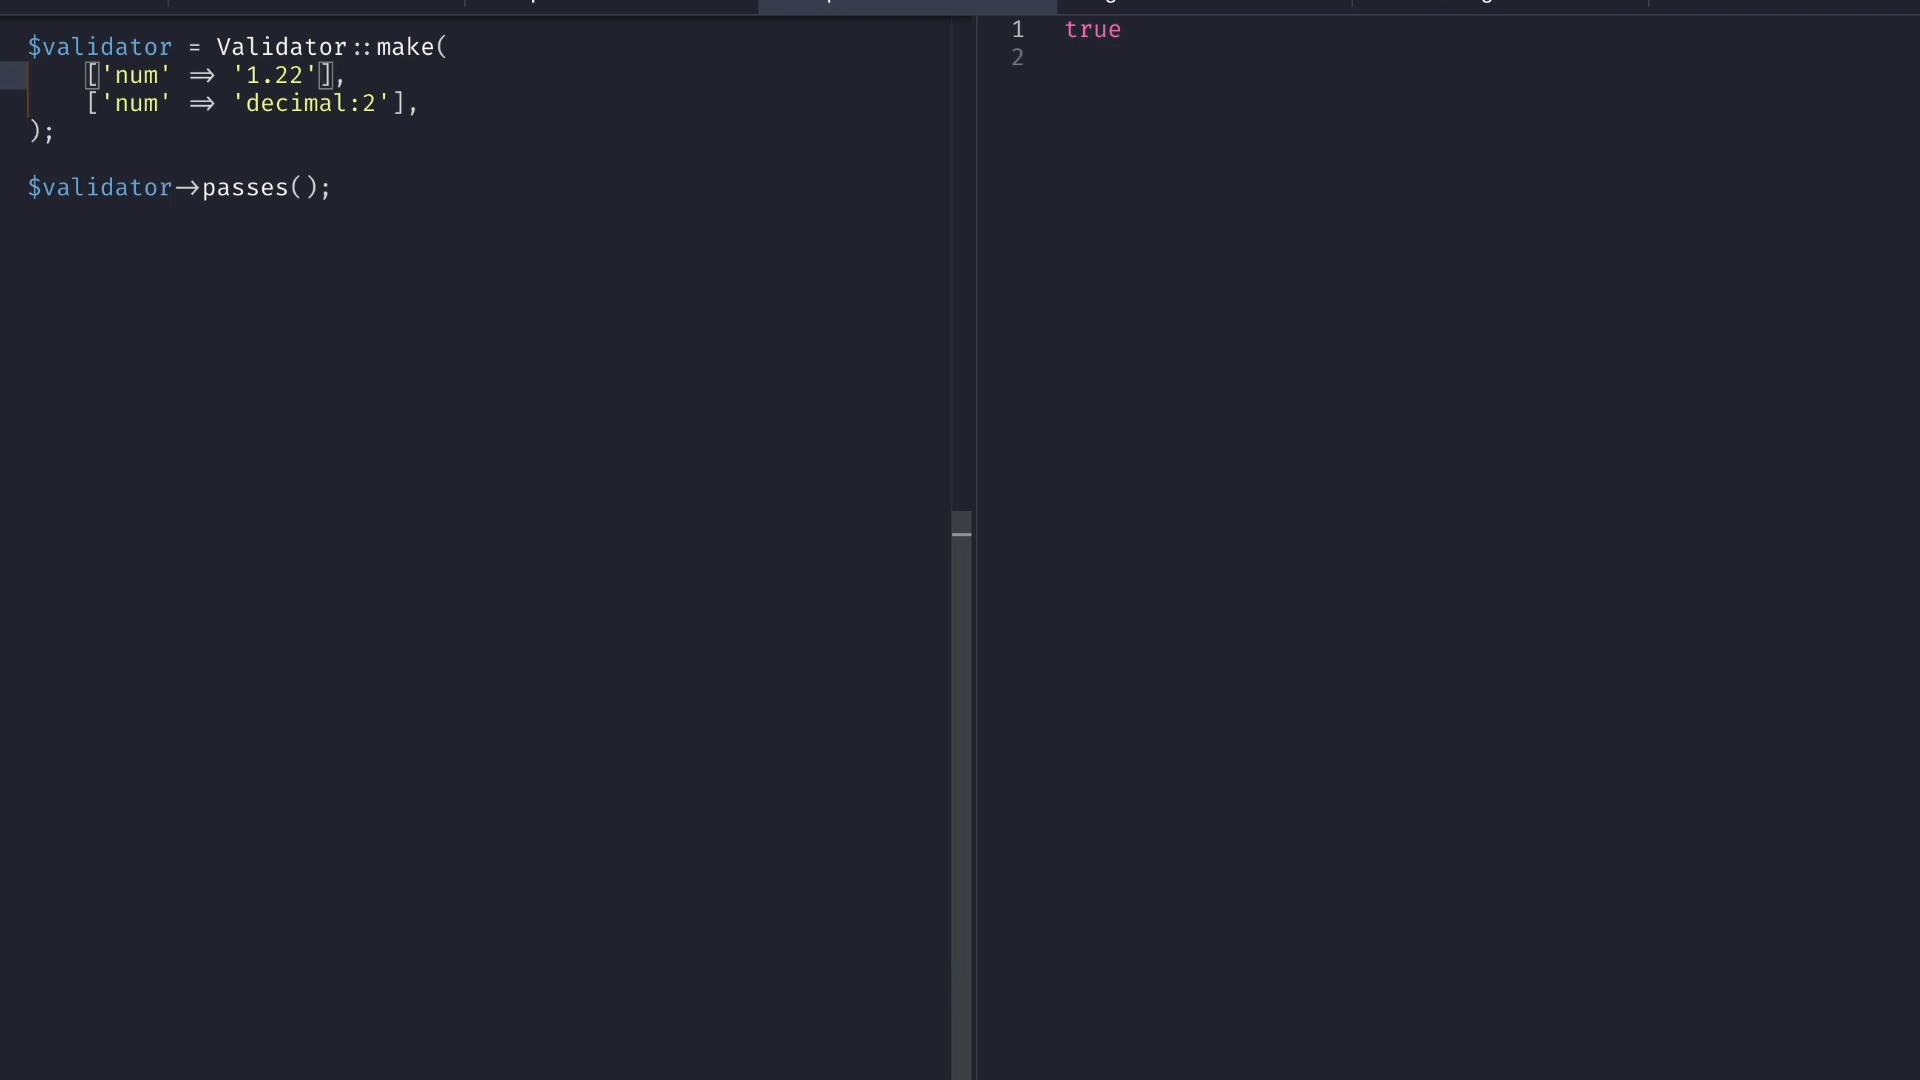 $validator = Validator::make(
    ['num' => '1.22'],
    ['num' => 'decimal:2'],
);
$validator->passes();
1 true
2